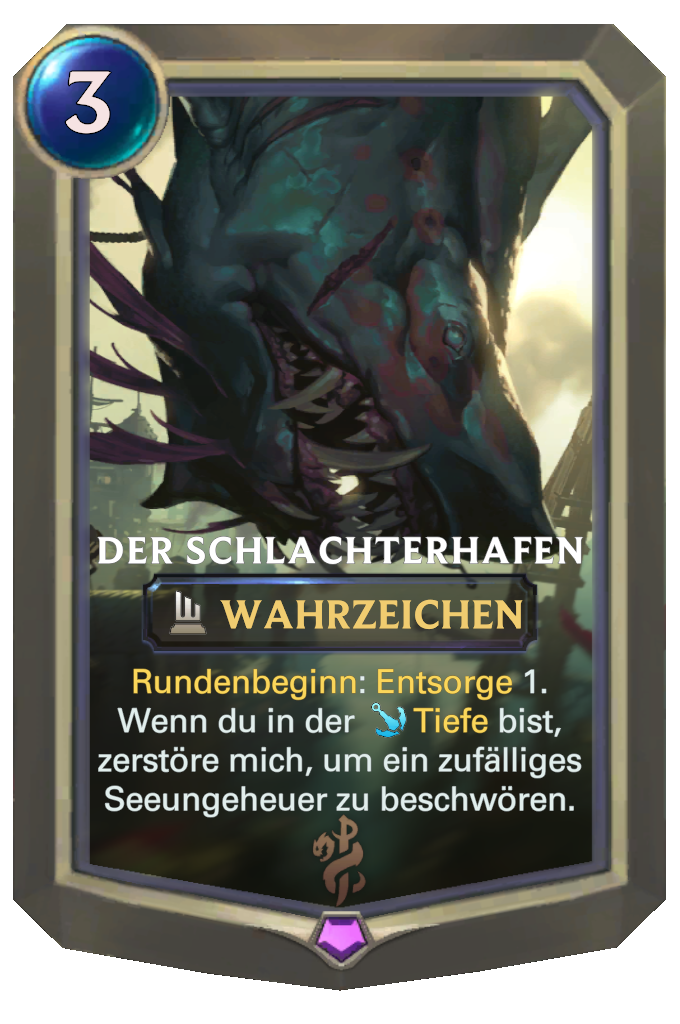 3
DER SCHLACHTERHAFEN
WAHRZEICHEN
Rundenbeginn: Entsorge 1.
Wenn du in der Tiefe bist,
zerstöre mich, um ein zufälliges
Seeungeheuer zu beschwören.